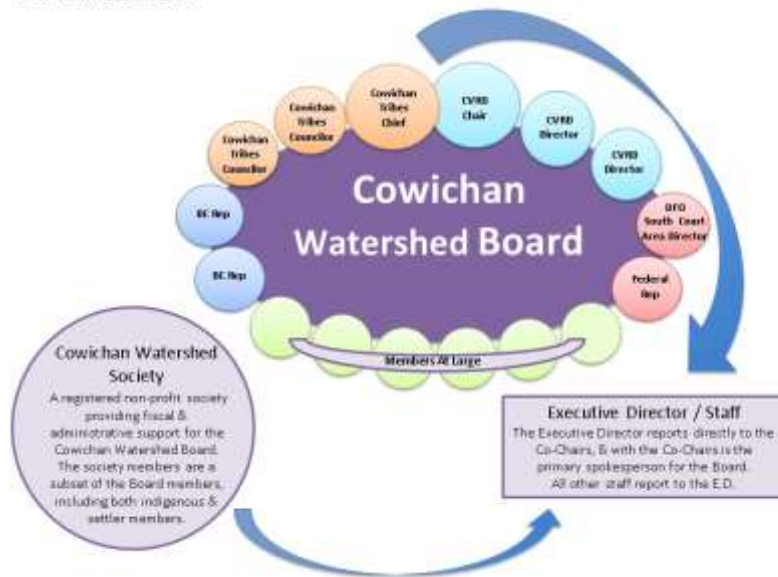 Cowichan
Tribes
Councilor
Cowichan
Tribes
Councilor
Cowichan
Tribes
Chief
CVRD
Chair
CVRD
Director
CVRD
Director
DFO
South Coast
Area Director
Federal
Rep
BC Rep
BC Rep
Cowichan
Watershed Board
Members At Large
Cowichan Watershed
Society
A registered non-profit society
providing fiscal &
administrative support for the
Cowichan Watershed Board.
The society members are a
subset of the Board members,
including both indigenous &
settler members.
Executive Director / Staff
The Executive Director reports directly to the
Co-Chairs, & with the Co-Chairs is the
primary spokesperson for the Board.
All other staff report to the E.D.